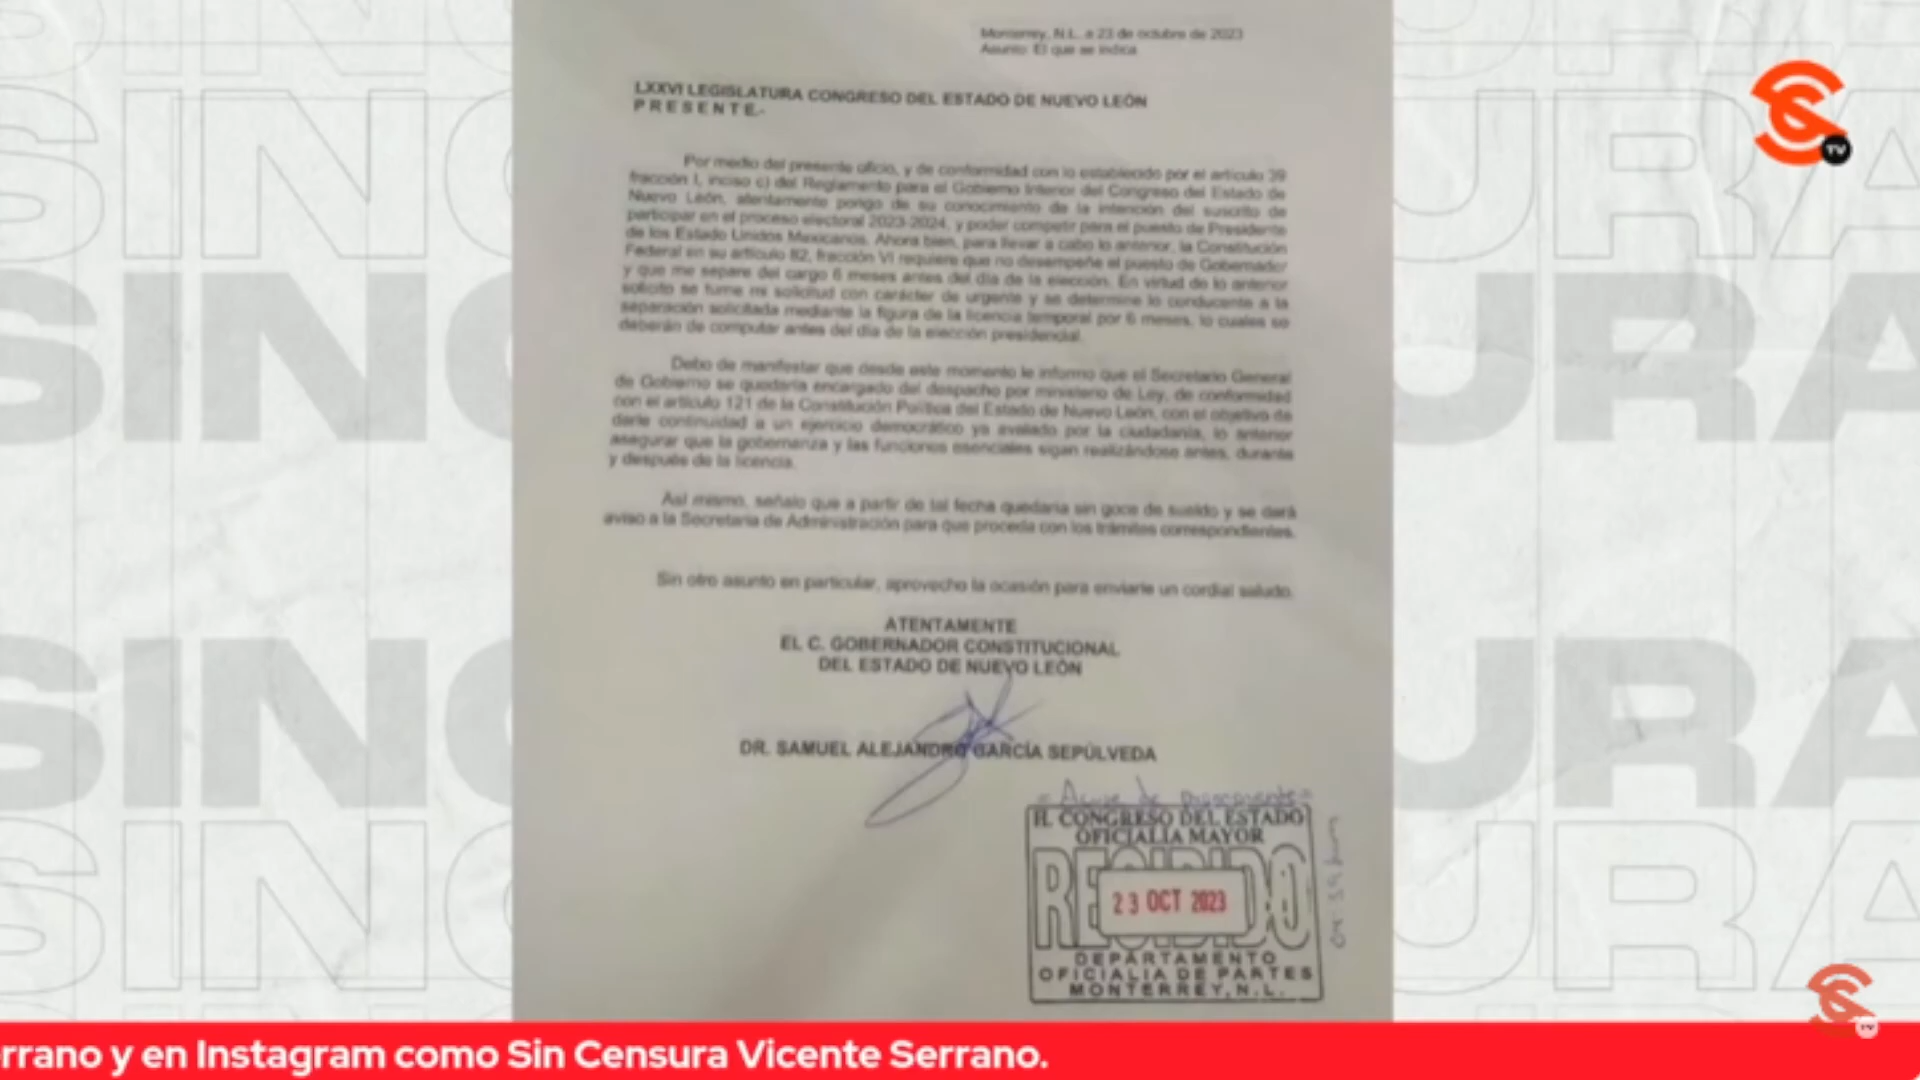 Monterrey, N.L. a 23 de octubre de 2023
Asunto: El que se indica
LXXVI LEGISLATURA CONGRESO DEL ESTADO DE NUEVO LEÓN
P R E S E N T E.-
Por medio del presente oficio, y de conformidad con lo establecido por el artículo 39
fracción I, inciso c) del Reglamento para el Gobierno Interior del Congreso del Estado de
Nuevo León, atentamente pongo de su conocimiento de la intención del suscrito de
participar en el proceso electoral 2023-2024, y poder competir para el puesto de Presidente
de los Estado Unidos Mexicanos. Ahora bien, para llevar a cabo lo anterior, la Constitución
Federal en su artículo 82, fracción VI requiere que no desempeñe el puesto de Gobernador
y que me separe del cargo 6 meses antes del día de la elección. En virtud de lo anterior
solicito se turne mi solicitud con carácter de urgente y se determine lo conducente a la
separación solicitada mediante la figura de la licencia temporal por 6 meses, lo cuales se
deberán de computar antes del día de la elección presidencial.
Debo de manifestar que desde este momento le informo que el Secretario General
de Gobierno se quedaría encargado del despacho por ministerio de Ley, de conformidad
con el artículo 121 de la Constitución Política del Estado de Nuevo León, con el objetivo de
darle continuidad a un ejercicio democrático ya avalado por la ciudadanía, lo anterior
asegurar que la gobernanza y las funciones esenciales sigan realizándose antes, durante
y después de la licencia.
Así mismo, señalo que a partir de tal fecha quedaría sin goce de sueldo y se dará
aviso a la Secretaría de Administración para que proceda con los trámites correspondientes.
Sin otro asunto en particular, aprovecho la ocasión para enviarle un cordial saludo.
ATENTAMENTE
EL C. GOBERNADOR CONSTITUCIONAL
DEL ESTADO DE NUEVO LEÓN
DR. SAMUEL ALEJANDRO GARCÍA SEPÚLVEDA
H. CONGRESO DEL ESTADO
OFICIALIA MAYOR
RECIBIDO
23 OCT 2023
DEPARTAMENTO
OFICIALIA DE PARTES
MONTERREY, N.L.
TV
TV
rrano y en Instagram como Sin Censura Vicente Serrano.